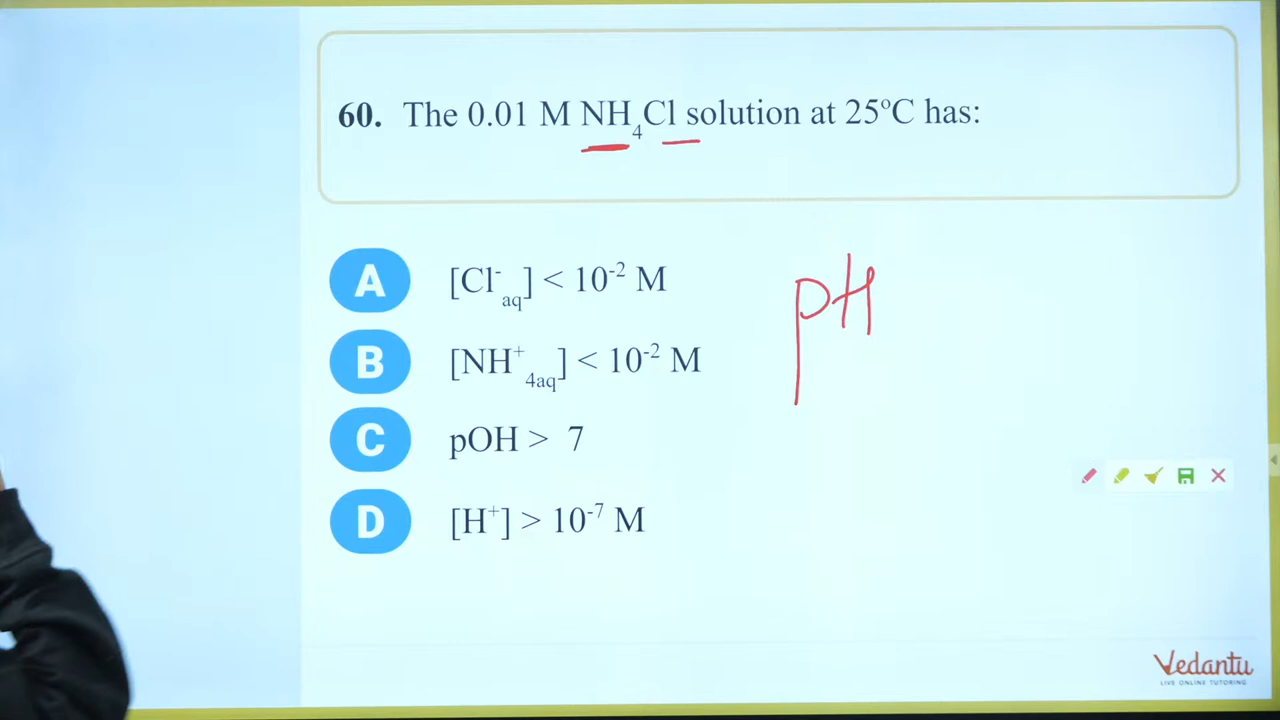 60. The 0.01 M NH₄Cl solution at 25ºC has:
A [Cl⁻aq] < 10⁻² M
pH
B [NH⁺4aq] < 10⁻² M
C pOH > 7
D [H⁺] > 10⁻⁷ M
Vedantu
LIVE ONLINE TUTORING